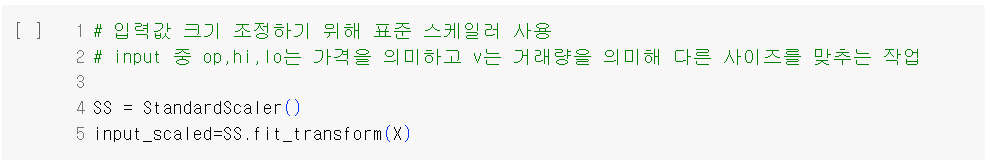 [ ] 1 # 입력값 크기 조정하기 위해 표준 스케일러 사용
2 # input 중 op,hi,lo는 가격을 의미하고 v는 거래량을 의미해 다른 사이즈를 맞추는 작업
3
4 SS = StandardScaler()
5 input_scaled=SS.fit_transform(X)